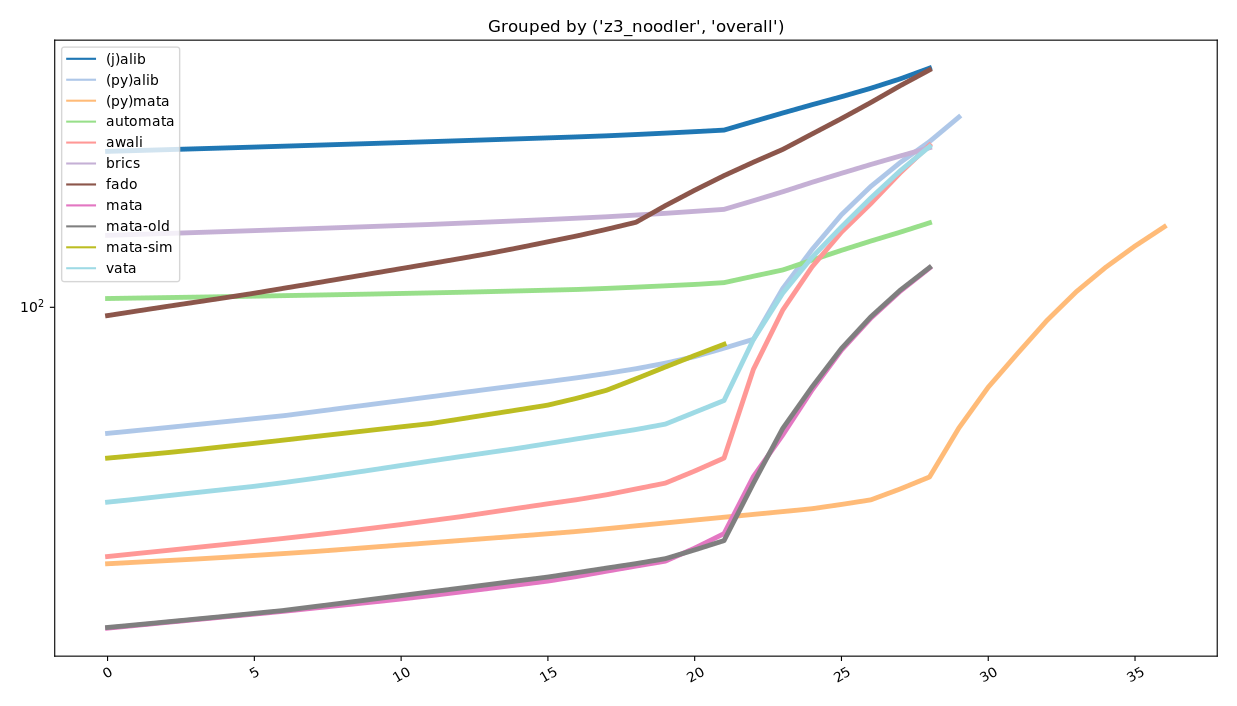 Grouped by ('z3_noodler', 'overall')
(j)alib
(py)alib
(py)mata
automata
awali
brics
fado
mata
mata-old
mata-sim
vata
10²
0
5
10
15
20
25
30
35